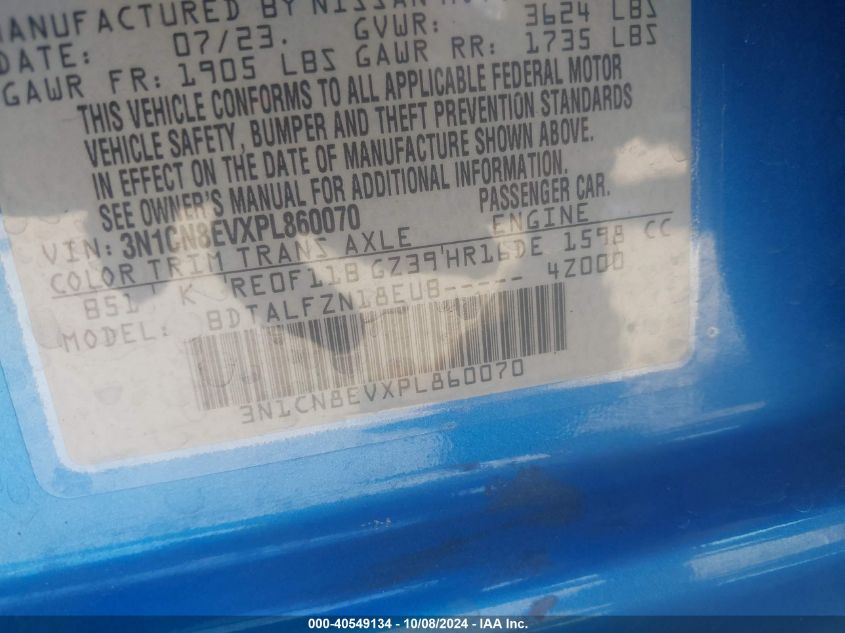 MANUFACTURED BY NISSAN
DATE: 07/23. GVWR: 3624 LBS
GAWR FR: 1905 LBS GAWR RR: 1735 LBS
THIS VEHICLE CONFORMS TO ALL APPLICABLE FEDERAL MOTOR
VEHICLE SAFETY, BUMPER AND THEFT PREVENTION STANDARDS
IN EFFECT ON THE DATE OF MANUFACTURE SHOWN ABOVE.
SEE OWNER'S MANUAL FOR ADDITIONAL INFORMATION.
VIN: 3N1CN8EVXPL860070 PASSENGER CAR.
COLOR TRIM TRANS AXLE ENGINE
B51 K RE0F11B GZ39 HR16DE 1598 CC
MODEL: BDTALFZN18EUB----- 4Z000
3N1CN8EVXPL860070
000-40549134 - 10/08/2024 - IAA Inc.